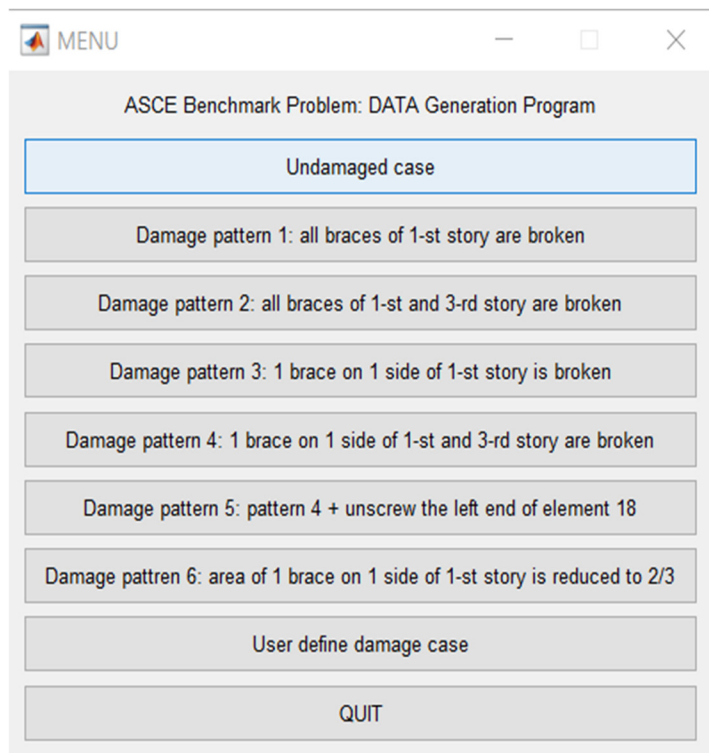 MENU
ASCE Benchmark Problem: DATA Generation Program
Undamaged case
Damage pattern 1: all braces of 1-st story are broken
Damage pattern 2: all braces of 1-st and 3-rd story are broken
Damage pattern 3: 1 brace on 1 side of 1-st story is broken
Damage pattern 4: 1 brace on 1 side of 1-st and 3-rd story are broken
Damage pattern 5: pattern 4 + unscrew the left end of element 18
Damage pattren 6: area of 1 brace on 1 side of 1-st story is reduced to 2/3
User define damage case
QUIT